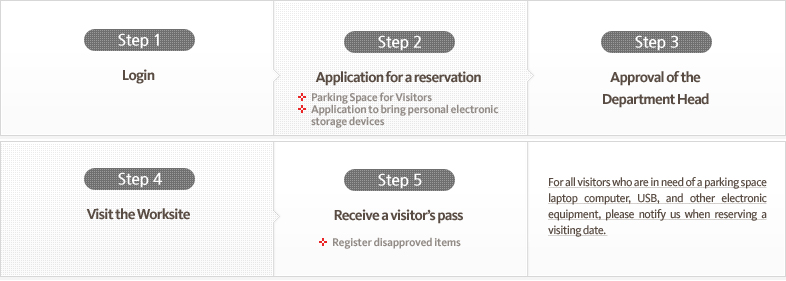 Step 1
Login
Step 2
Application for a reservation
Parking Space for Visitors
Application to bring personal electronic
storage devices
Step 3
Approval of the
Department Head
Step 4
Visit the Worksite
Step 5
Receive a visitor's pass
Register disapproved items
For all visitors who are in need of a parking space
laptop computer, USB, and other electronic
equipment, please notify us when reserving a
visiting date.